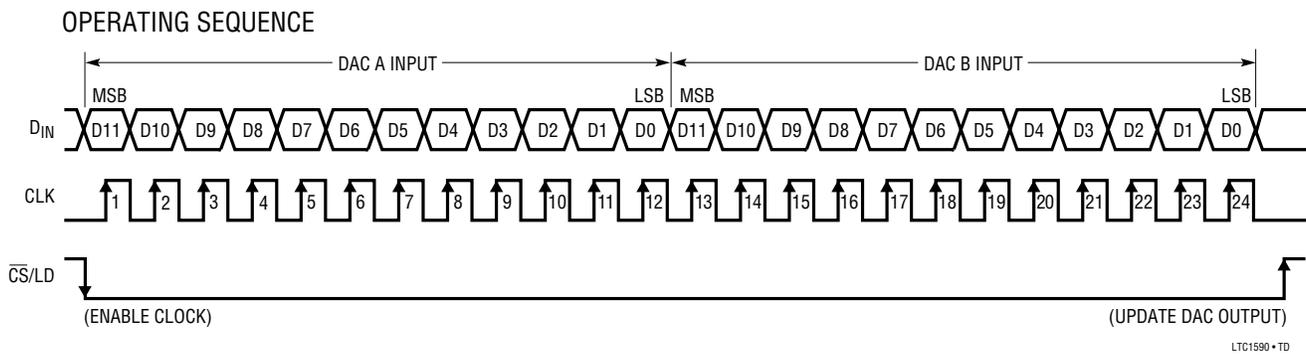 OPERATING SEQUENCE
DAC A INPUT DAC B INPUT
MSB LSB MSB LSB
DIN D11 D10 D9 D8 D7 D6 D5 D4 D3 D2 D1 D0 D11 D10 D9 D8 D7 D6 D5 D4 D3 D2 D1 D0
CLK 1 2 3 4 5 6 7 8 9 10 11 12 13 14 15 16 17 18 19 20 21 22 23 24
C̅S̅/LD
(ENABLE CLOCK) (UPDATE DAC OUTPUT)
LTC1590 • TD